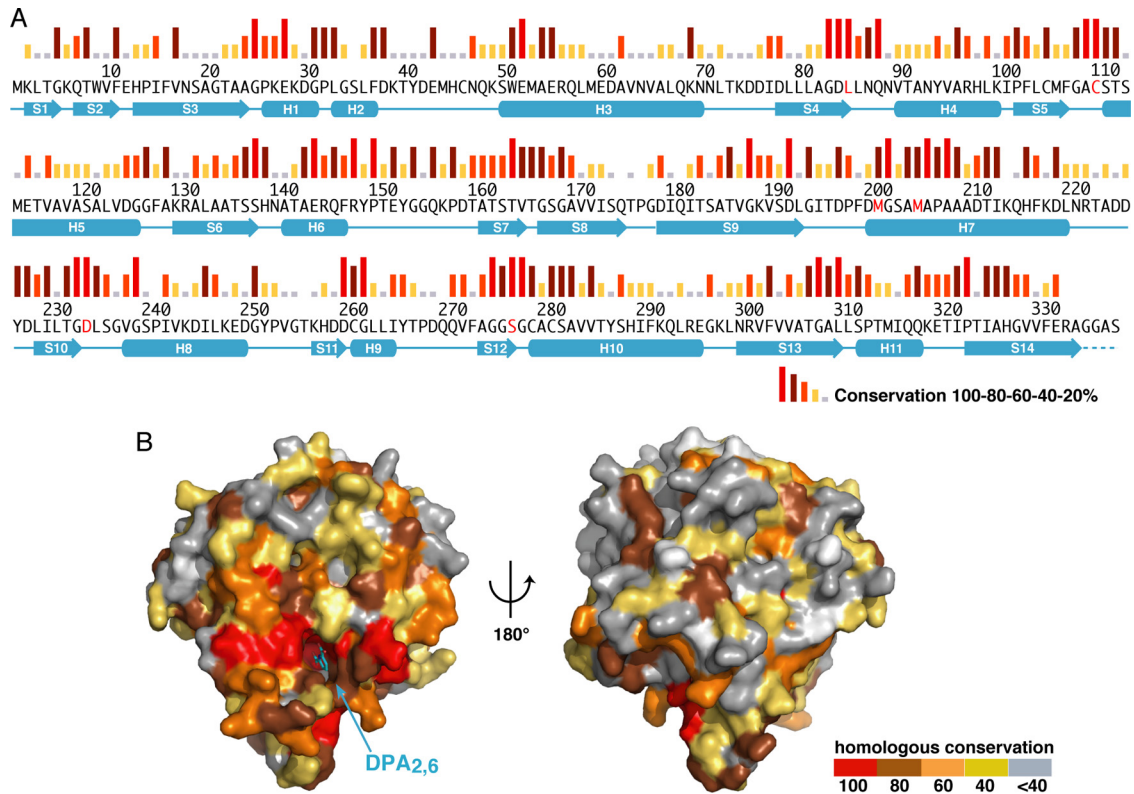 A
10 20 30 40 50 60 70 80 90 100 110
MKLTGKQTWVFEHPIFVNSAGTAAGPKEKDGPLGSLFDKTYDEMHCNQKSWEMAERQLMEDAVNVALQKNNLTKDDIDLLLAGDLLNQNVTANYVARHLKIPFLCMFGACSTS
S1 S2 S3 H1 H2 H3 S4 H4 S5
120 130 140 150 160 170 180 190 200 210 220
METVAVASALVDGGFAKRALAATSSHNATAERQFRYPTEYGGQKPDTATSTVTGSGAVVISQTPGDIQITSATVGKVSDLGITDPFDMGSAMAPAAADTIKQHFKDLNRTADD
H5 S6 H6 S7 S8 S9 H7
230 240 250 260 270 280 290 300 310 320 330
YDLILTGDLSGVGSPIVKDILKEDGYPVGTKHDDCGLLIYTPDQQVFAGGSGCACSAVVTYSHIFKQLREGKLNRVFVVATGALLSPTMIQQKETIPTIAHGVVFERAGGAS
S10 H8 S11 H9 S12 H10 S13 H11 S14
Conservation 100-80-60-40-20%
B
180°
DPA2,6
homologous conservation
100 80 60 40 <40